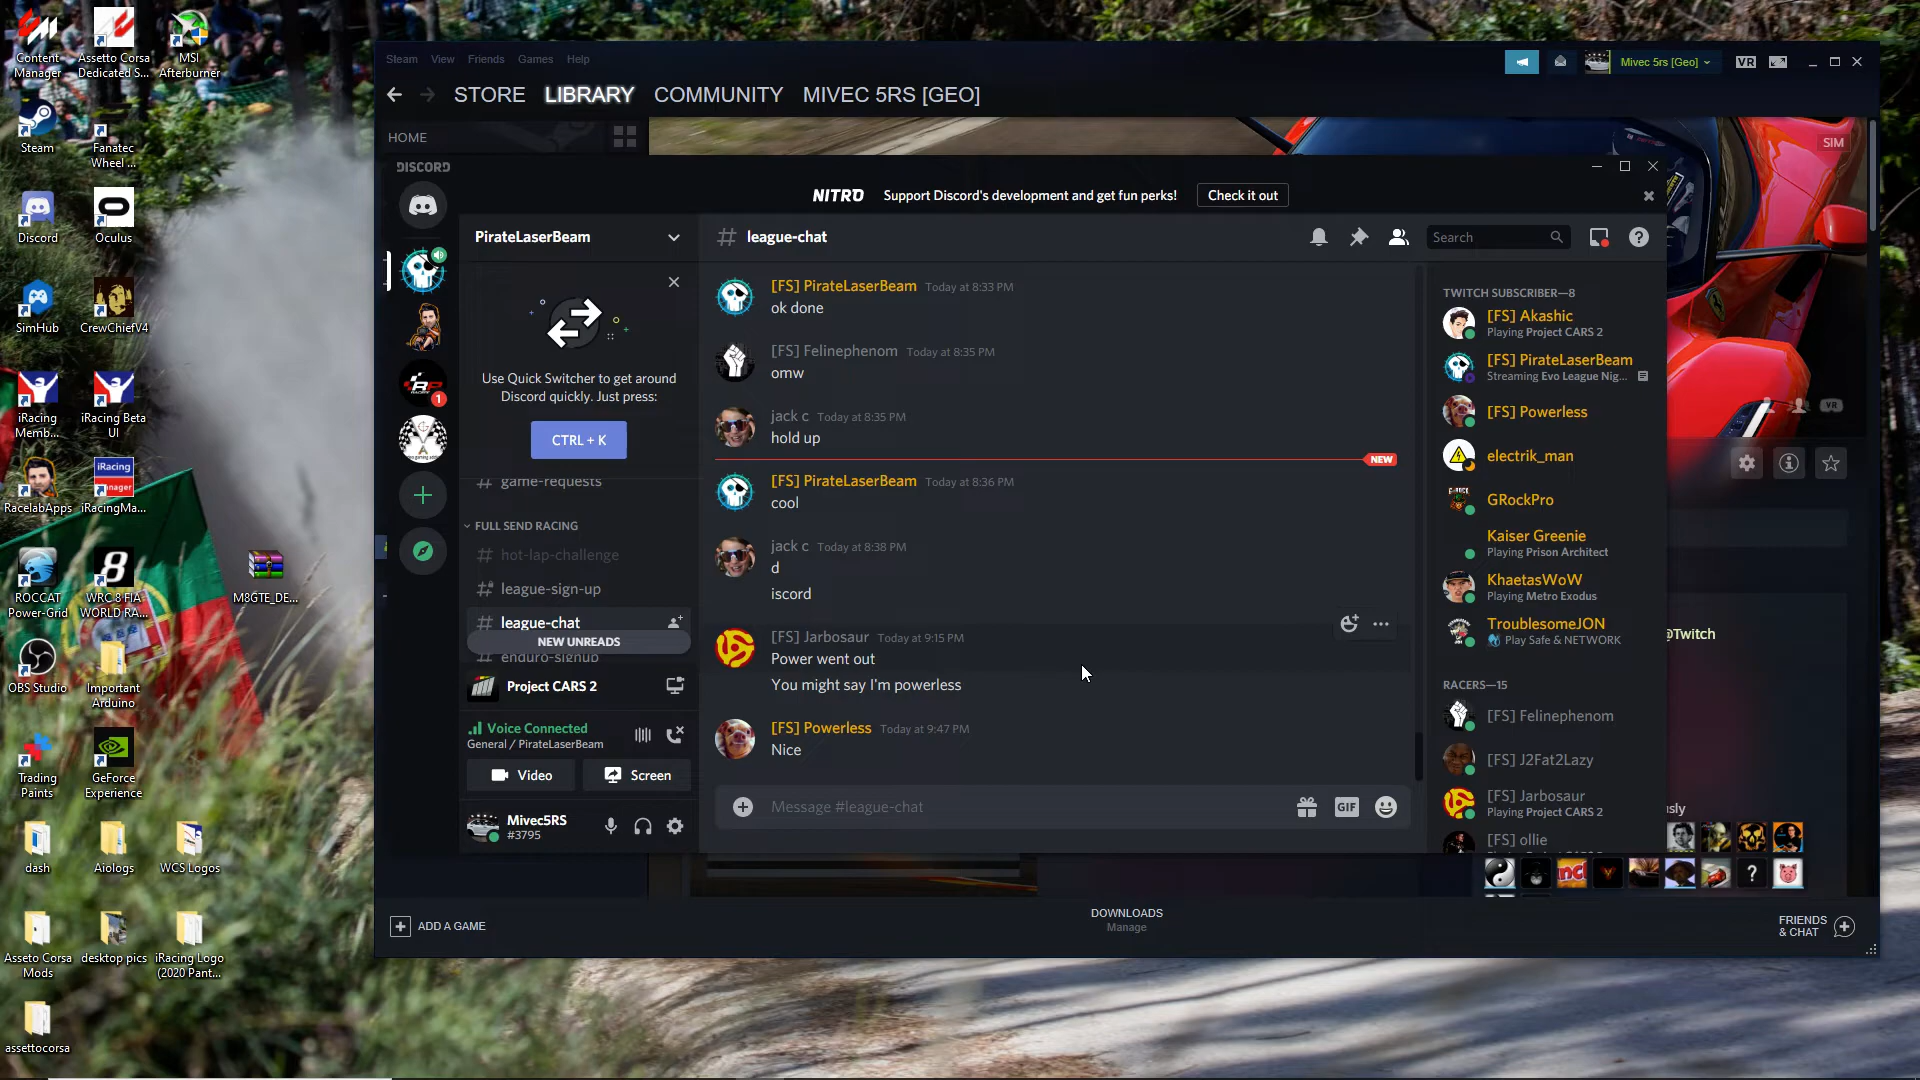 Content
Manager
Assetto Corsa
Dedicated S...
MSI
Afterburner
Steam
Fanatec
Wheel ...
Discord
Oculus
SimHub
CrewChiefV4
iRacing
Memb...
iRacing Beta
UI
iRacing
Manager
RacelabApps
iRacingMa...
ROCCAT
Power-Grid
8
WRC 8 FIA
WORLD RA...
M8GTE_DE...
OBS Studio
Important
Arduino
Trading
Paints
GeForce
Experience
dash
Aiologs
WCS Logos
Asseto Corsa
Mods
desktop pics
iRacing Logo
(2020 Pant...
assettocorsa
Steam View Friends Games Help
Mivec 5rs [Geo]
VR
STORE LIBRARY COMMUNITY MIVEC 5RS [GEO]
HOME
SIM
DISCORD
NITRO Support Discord's development and get fun perks! Check it out
PirateLaserBeam
Use Quick Switcher to get around
Discord quickly. Just press:
CTRL + K
# game-requests
FULL SEND RACING
# hot-lap-challenge
# league-sign-up
# league-chat
NEW UNREADS
# enduro-signup
Project CARS 2
Voice Connected
General / PirateLaserBeam
Video
Screen
Mivec5RS
#3795
1
# league-chat
Search
[FS] PirateLaserBeam Today at 8:33 PM
ok done
[FS] Felinephenom Today at 8:35 PM
omw
jack c Today at 8:35 PM
hold up
NEW
[FS] PirateLaserBeam Today at 8:36 PM
cool
jack c Today at 8:38 PM
d
iscord
[FS] Jarbosaur Today at 9:15 PM
Power went out
You might say I'm powerless
[FS] Powerless Today at 9:47 PM
Nice
Message #league-chat
GIF
TWITCH SUBSCRIBER—8
[FS] Akashic
Playing Project CARS 2
[FS] PirateLaserBeam
Streaming Evo League Nig...
[FS] Powerless
electrik_man
GRockPro
Kaiser Greenie
Playing Prison Architect
KhaetasWoW
Playing Metro Exodus
TroublesomeJON
Play Safe & NETWORK
RACERS—15
[FS] Felinephenom
[FS] J2Fat2Lazy
[FS] Jarbosaur
Playing Project CARS 2
[FS] ollie
VR
@Twitch
usly
?
ADD A GAME
DOWNLOADS
Manage
FRIENDS
& CHAT